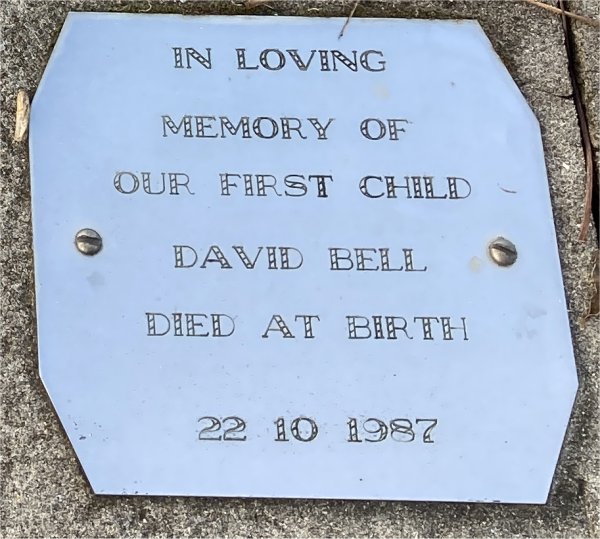 IN LOVING
MEMORY OF
OUR FIRST CHILD
DAVID BELL
DIED AT BIRTH
22 10 1987